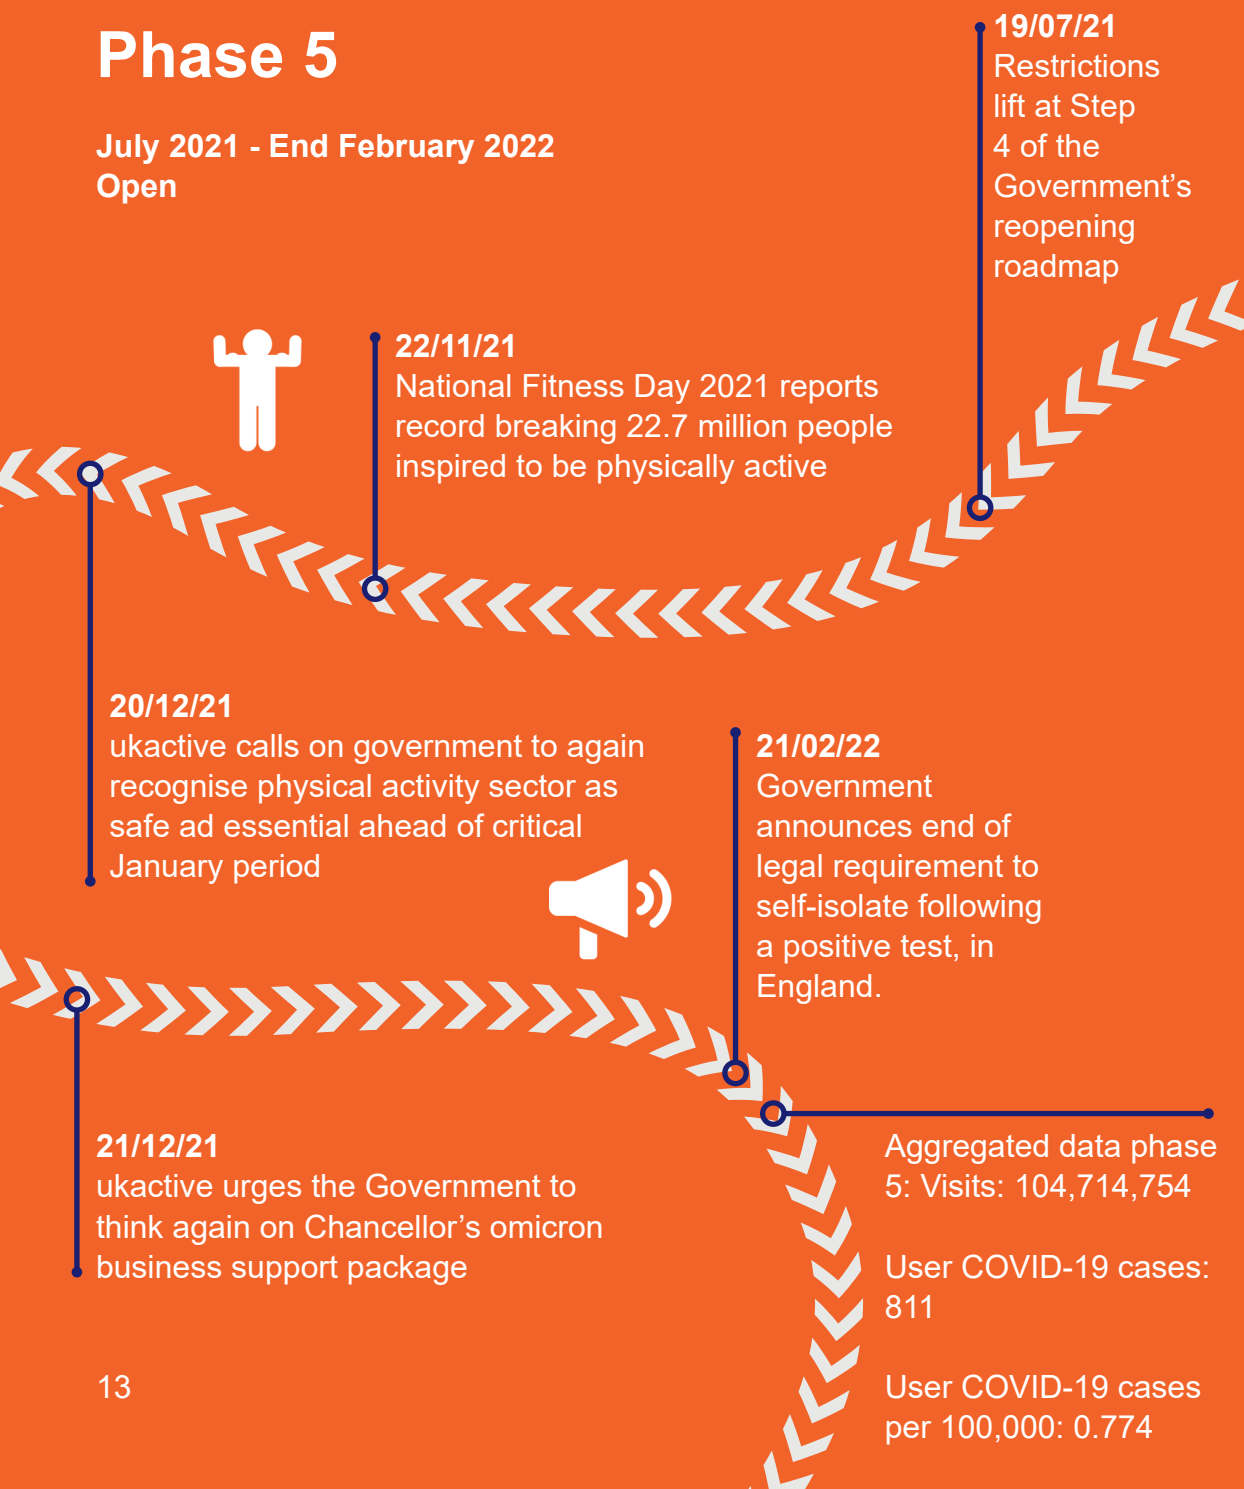 Phase 5
July 2021 - End February 2022
Open
19/07/21
Restrictions
lift at Step
4 of the
Government’s
reopening
roadmap
22/11/21
National Fitness Day 2021 reports
record breaking 22.7 million people
inspired to be physically active
20/12/21
ukactive calls on government to again
recognise physical activity sector as
safe ad essential ahead of critical
January period
21/02/22
Government
announces end of
legal requirement to
self-isolate following
a positive test, in
England.
21/12/21
ukactive urges the Government to
think again on Chancellor’s omicron
business support package
Aggregated data phase
5: Visits: 104,714,754
User COVID-19 cases:
811
User COVID-19 cases
per 100,000: 0.774
13